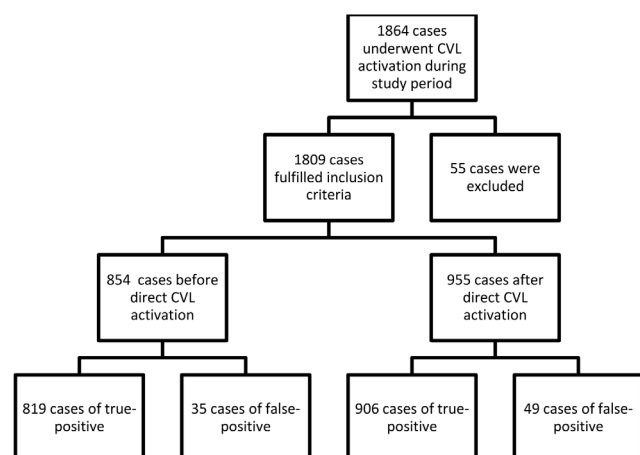 1864 cases
underwent CVL
activation during
study period
1809 cases
fulfilled inclusion
criteria
55 cases were
excluded
854 cases before
direct CVL
activation
955 cases after
direct CVL
activation
819 cases of true-
positive
35 cases of false-
positive
906 cases of true-
positive
49 cases of false-
positive